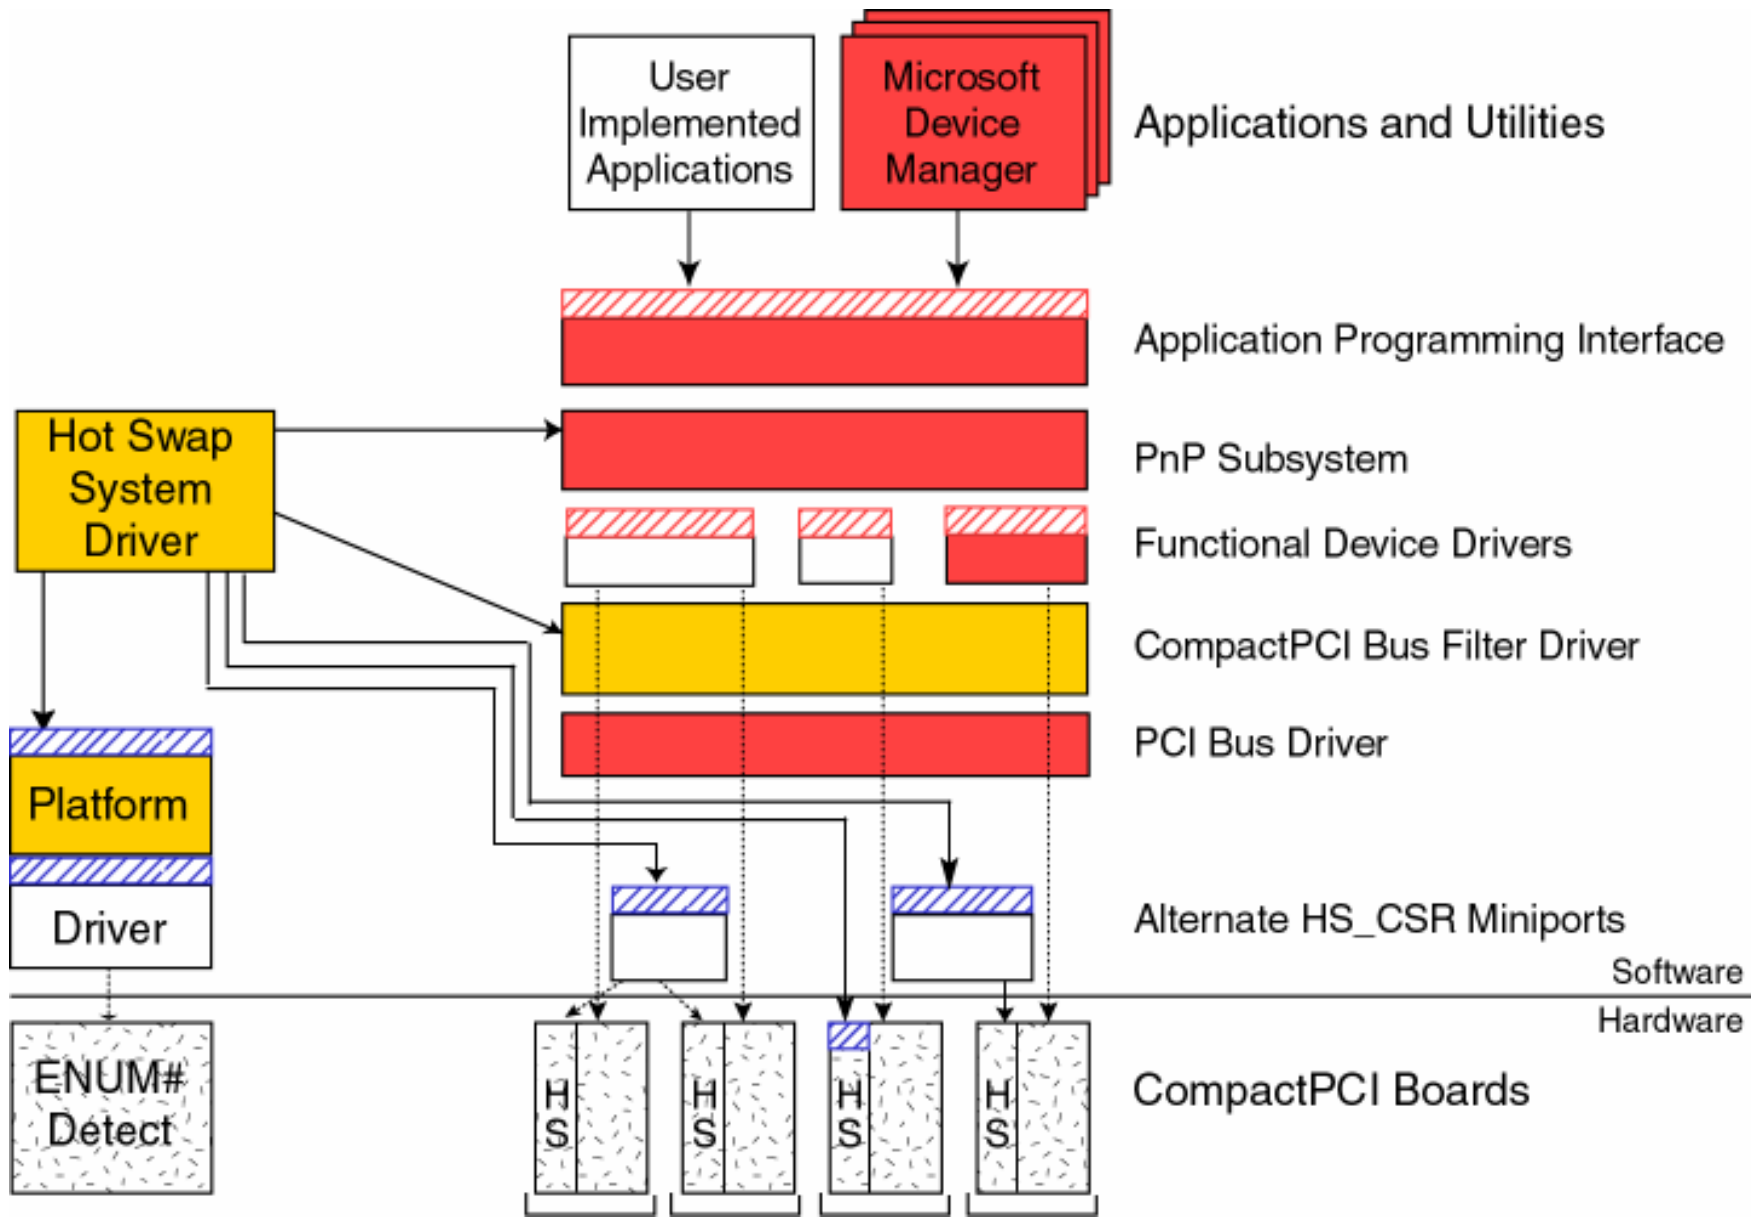 User
Implemented
Applications
Microsoft
Device
Manager
Applications and Utilities
Application Programming Interface
Hot Swap
System
Driver
PnP Subsystem
Functional Device Drivers
CompactPCI Bus Filter Driver
PCI Bus Driver
Platform
Driver
Alternate HS_CSR Miniports
Software
Hardware
ENUM#
Detect
H
S
H
S
H
S
H
S
CompactPCI Boards